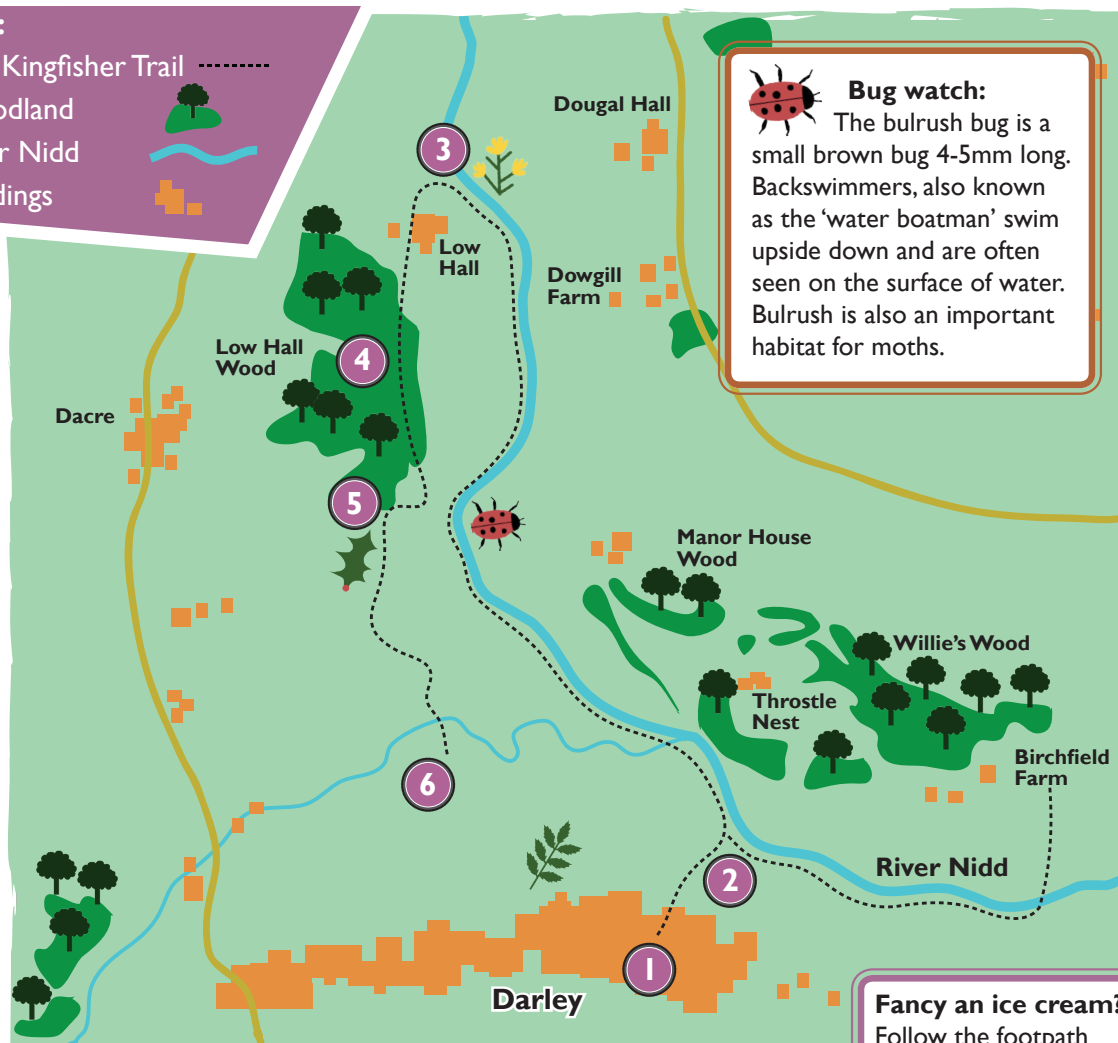 :
Kingfisher Trail
odland
r Nidd
dings
Dougal Hall
Bug watch:
The bulrush bug is a
small brown bug 4-5mm long.
Backswimmers, also known
as the ‘water boatman’ swim
upside down and are often
seen on the surface of water.
Bulrush is also an important
habitat for moths.
3
Low
Hall
Dowgill
Farm
Low Hall
Wood
4
Dacre
5
Manor House
Wood
Willie's Wood
Throstle
Nest
Birchfield
Farm
6
2
River Nidd
1
Darley
Fancy an ice cream?
Follow the footpath